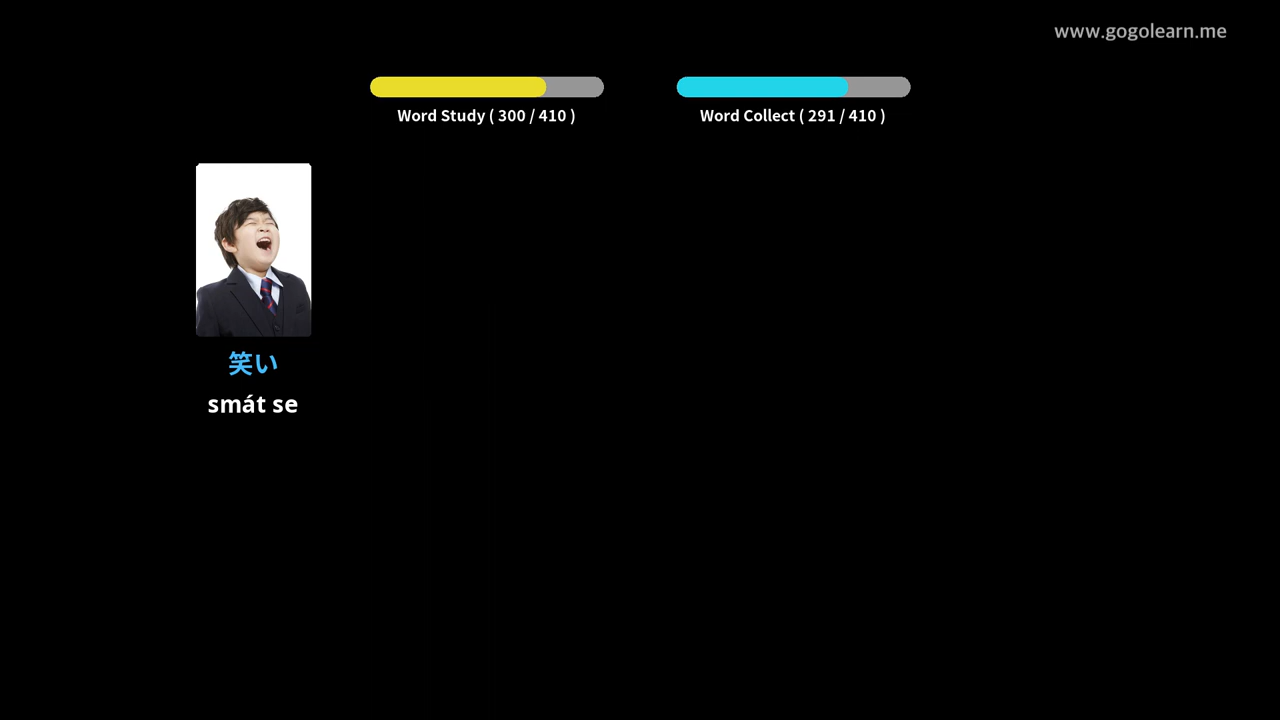 www.gogolearn.me
Word Study ( 300 / 410 )
Word Collect ( 291 / 410 )
笑い
smát se